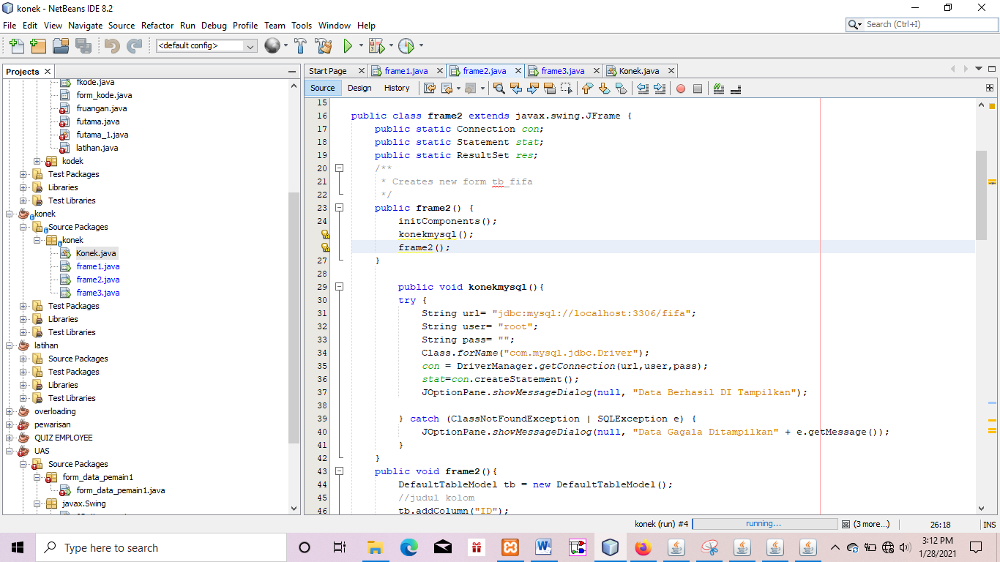 konek - NetBeans IDE 8.2
File Edit View Navigate Source Refactor Run Debug Profile Team Tools Window Help
Search (Ctrl+I)
<default config>
Projects
fkode.java
form_kode.java
fruangan.java
futama.java
futama_1.java
latihan.java
kodek
Test Packages
Libraries
Test Libraries
konek
Source Packages
konek
Konek.java
frame1.java
frame2.java
frame3.java
Test Packages
Libraries
Test Libraries
latihan
Source Packages
Test Packages
Libraries
Test Libraries
overloading
pewarisan
QUIZ EMPLOYEE
UAS
Source Packages
form_data_pemain1
form_data_pemain1.java
javax.Swing
Start Page frame1.java frame2.java frame3.java Konek.java
Source Design History
15
16 public class frame2 extends javax.swing.JFrame {
17 public static Connection con;
18 public static Statement stat;
19 public static ResultSet res;
20 /**
21 * Creates new form tb_fifa
22 */
23 public frame2() {
24 initComponents();
konekmysql();
frame2();
27 }
28
29 public void konekmysql(){
30 try {
31 String url= "jdbc:mysql://localhost:3306/fifa";
32 String user= "root";
33 String pass= "";
34 Class.forName("com.mysql.jdbc.Driver");
35 con = DriverManager.getConnection(url,user,pass);
36 stat=con.createStatement();
37 JOptionPane.showMessageDialog(null, "Data Berhasil DI Tampilkan");
38
39 } catch (ClassNotFoundException | SQLException e) {
40 JOptionPane.showMessageDialog(null, "Data Gagala Ditampilkan" + e.getMessage());
41 }
42 }
43 public void frame2(){
44 DefaultTableModel tb = new DefaultTableModel();
45 //judul kolom
46 tb.addColumn("ID");
konek (run) #4 running... (3 more...) 26:18 INS
Type here to search
3:12 PM
1/28/2021